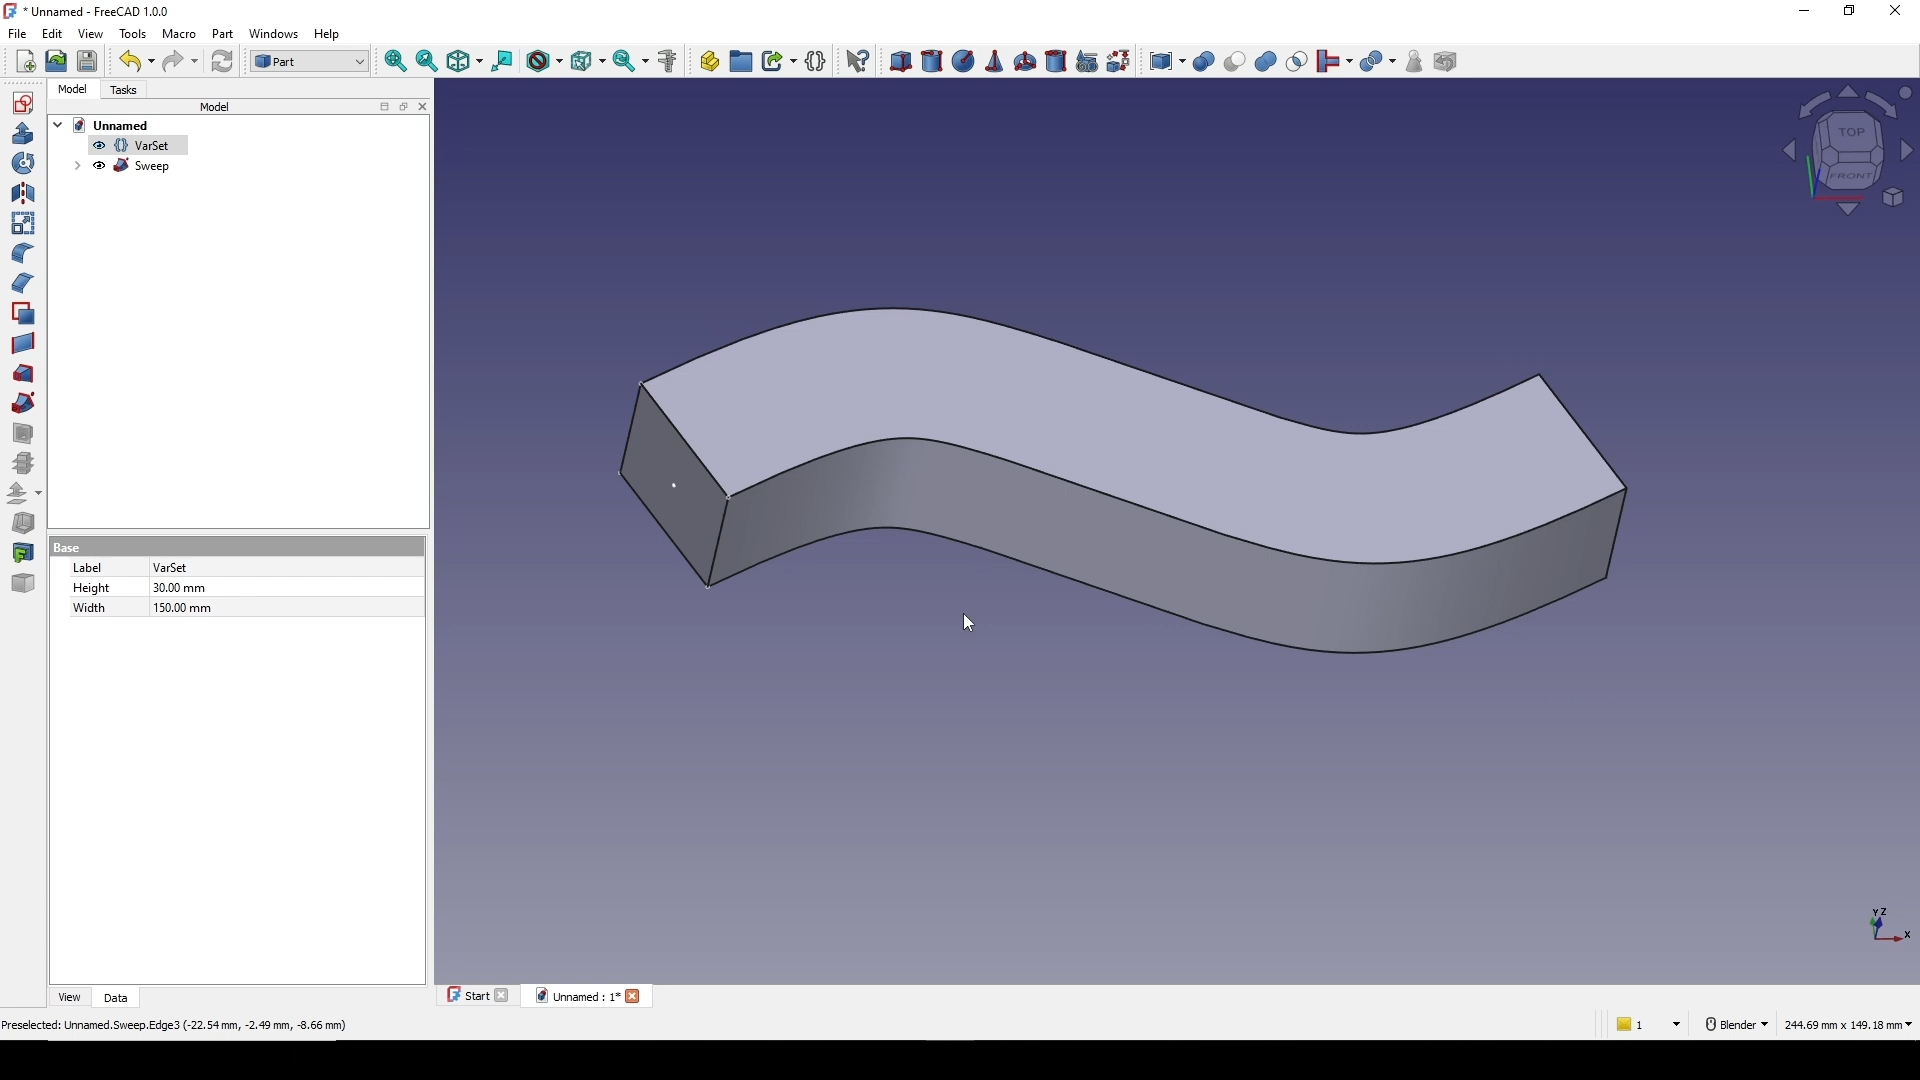 * Unnamed - FreeCAD 1.0.0
File Edit View Tools Macro Part Windows Help
Part
Model Tasks
Model
Unnamed
VarSet
Sweep
TOP
FRONT
Base
Label VarSet
Height 30.00 mm
Width 150.00 mm
Y Z
X
View Data
Start Unnamed : 1*
Preselected: Unnamed.Sweep.Edge3 (-22.54 mm, -2.49 mm, -8.66 mm)
1 Blender 244.69 mm x 149.18 mm